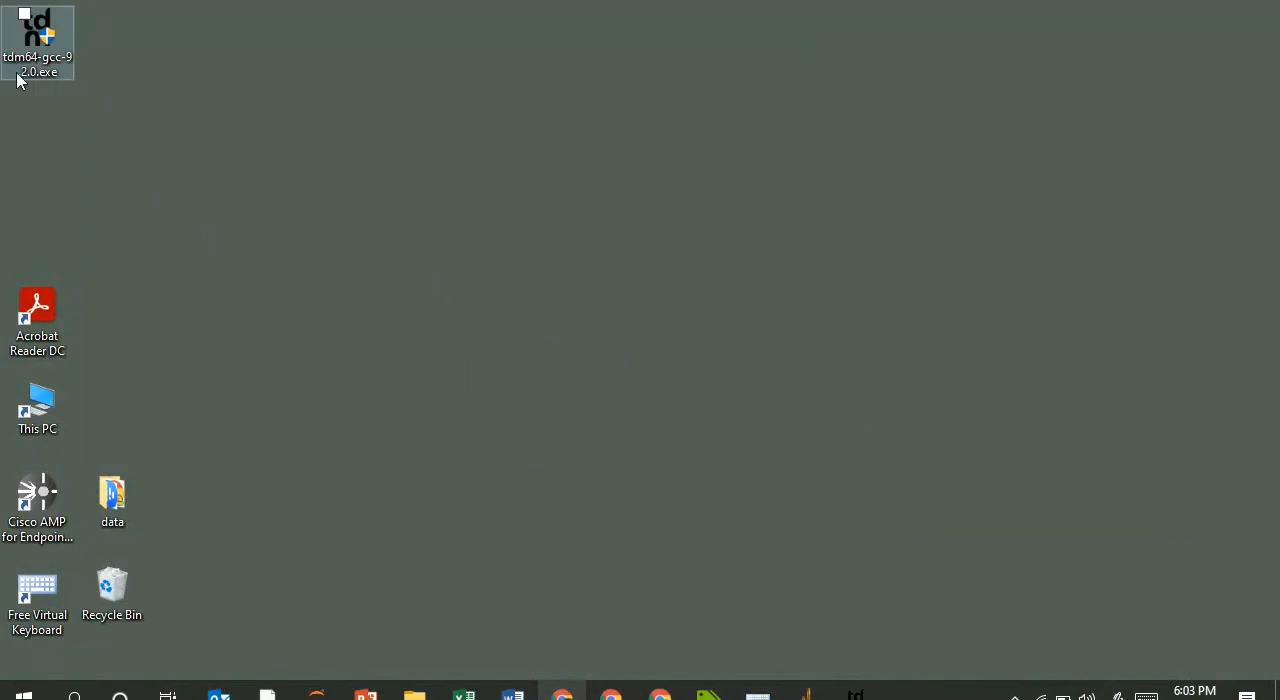 tdm64-gcc-9
2.0.exe
Acrobat
Reader DC
This PC
Cisco AMP
for Endpoin...
data
Free Virtual
Keyboard
Recycle Bin
6:03 PM